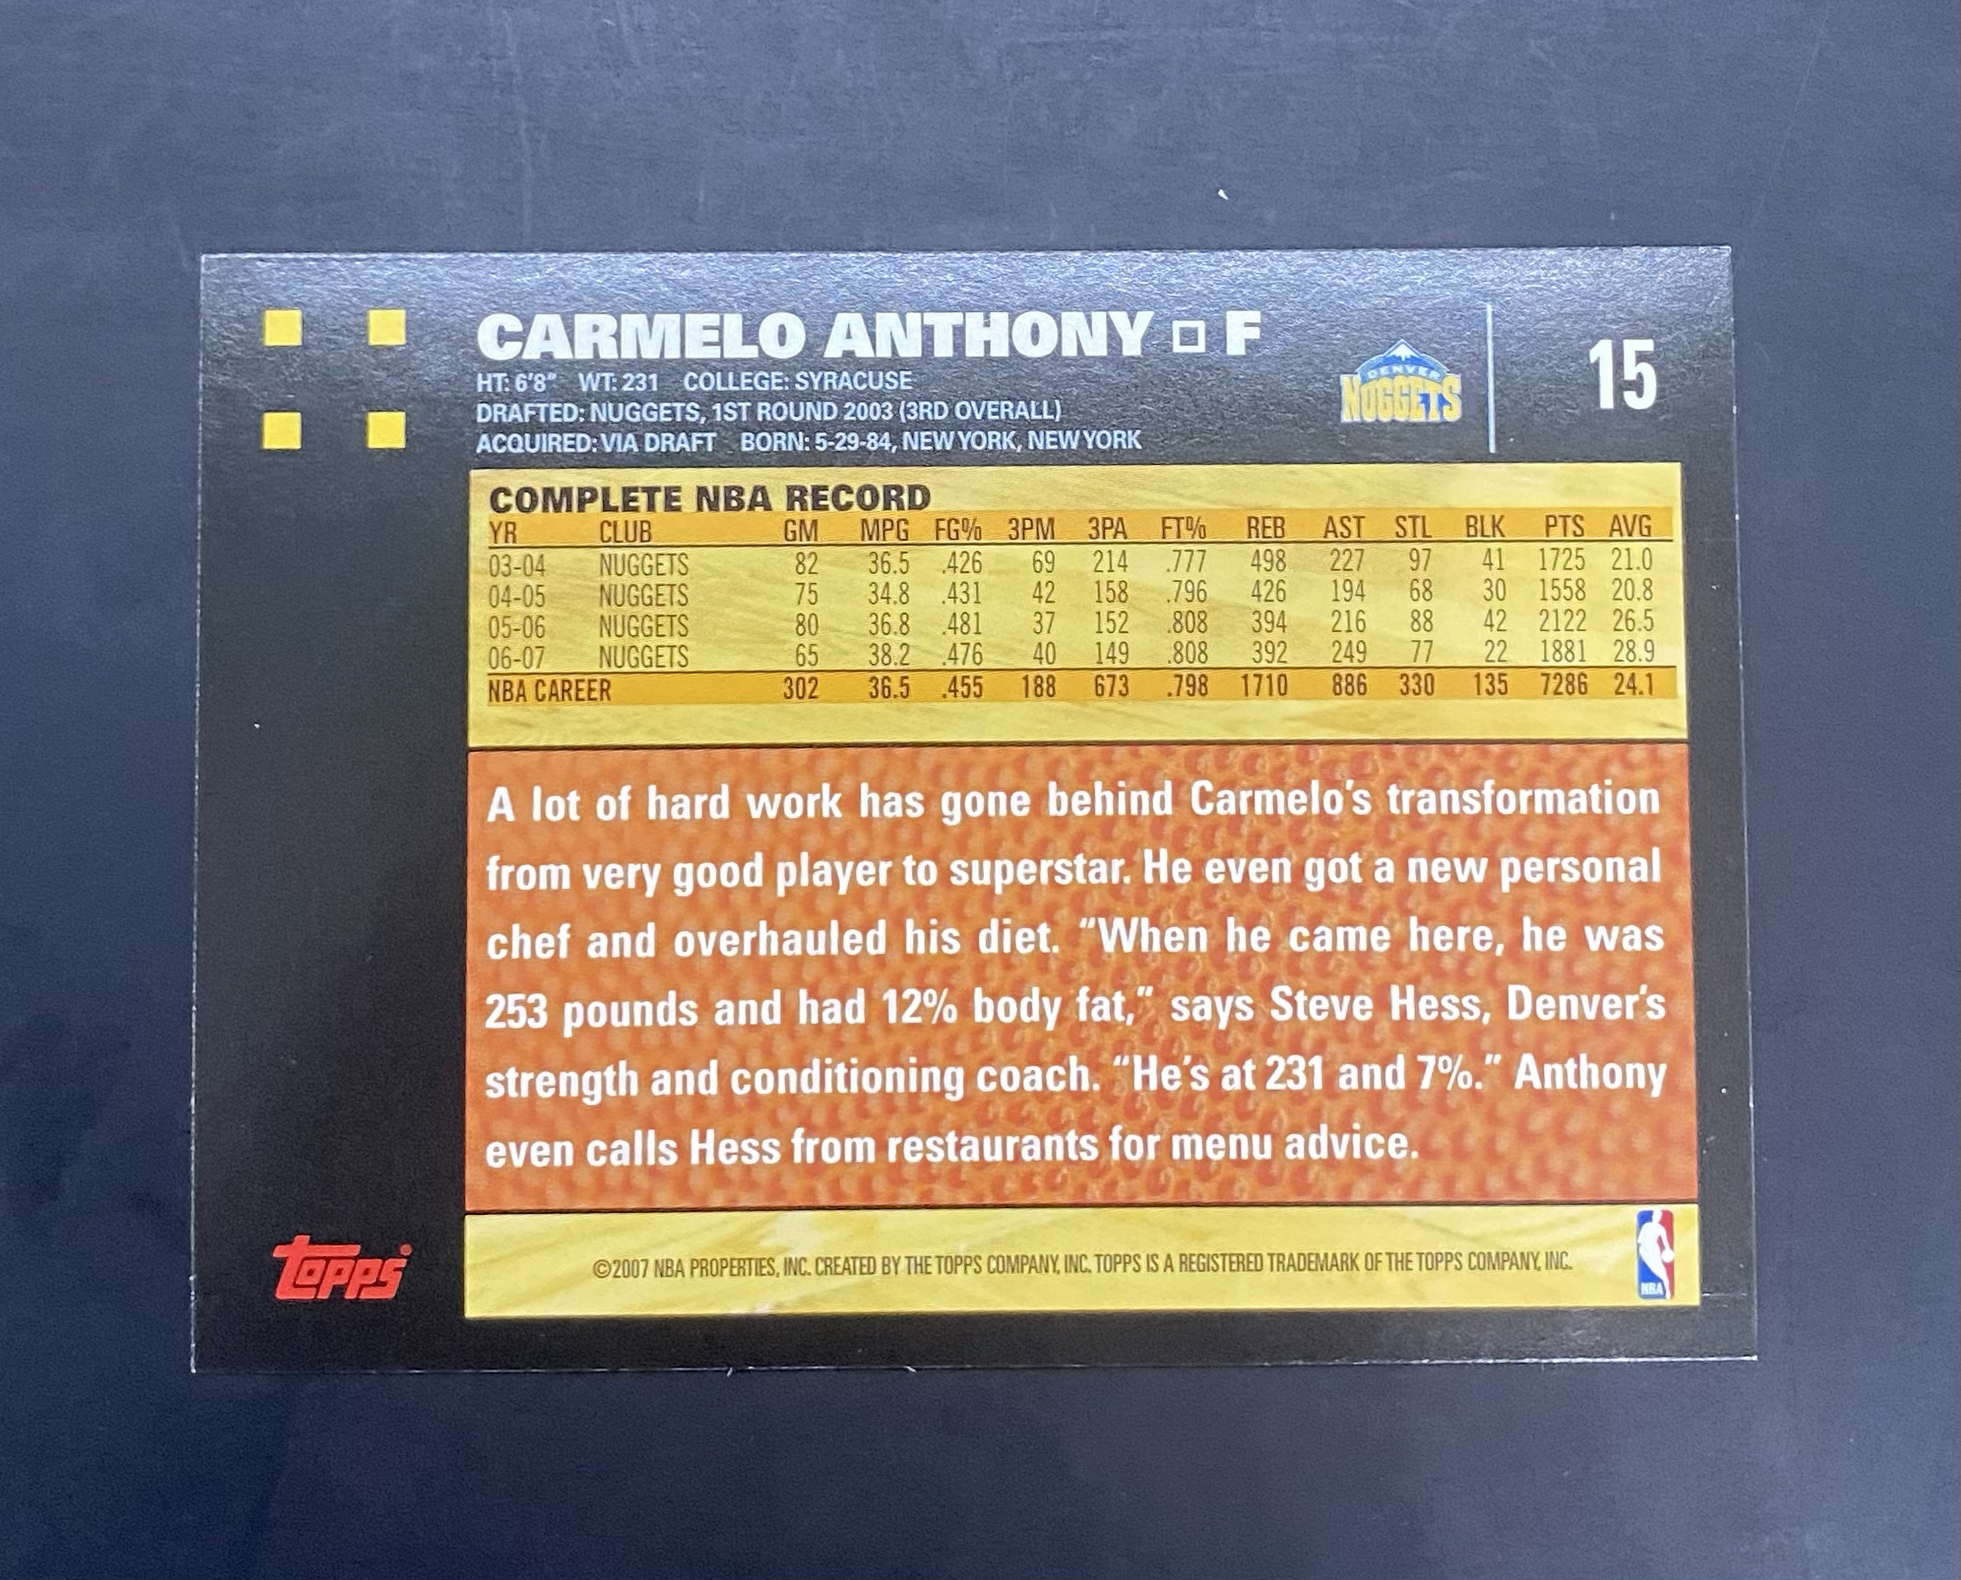 CARMELO ANTHONY □ F
HT: 6'8" WT: 231 COLLEGE: SYRACUSE
DRAFTED: NUGGETS, 1ST ROUND 2003 (3RD OVERALL)
ACQUIRED: VIA DRAFT BORN: 5-29-84, NEW YORK, NEW YORK
DENVER
NUGGETS
15
COMPLETE NBA RECORD
YR CLUB GM MPG FG% 3PM 3PA FT% REB AST STL BLK PTS AVG
03-04 NUGGETS 82 36.5 .426 69 214 .777 498 227 97 41 1725 21.0
04-05 NUGGETS 75 34.8 .431 42 158 .796 426 194 68 30 1558 20.8
05-06 NUGGETS 80 36.8 .481 37 152 .808 394 216 88 42 2122 26.5
06-07 NUGGETS 65 38.2 .476 40 149 .808 392 249 77 22 1881 28.9
NBA CAREER 302 36.5 .455 188 673 .798 1710 886 330 135 7286 24.1
A lot of hard work has gone behind Carmelo's transformation
from very good player to superstar. He even got a new personal
chef and overhauled his diet. “When he came here, he was
253 pounds and had 12% body fat,” says Steve Hess, Denver's
strength and conditioning coach. “He's at 231 and 7%.” Anthony
even calls Hess from restaurants for menu advice.
Topps®
©2007 NBA PROPERTIES, INC. CREATED BY THE TOPPS COMPANY, INC. TOPPS IS A REGISTERED TRADEMARK OF THE TOPPS COMPANY, INC.
NBA